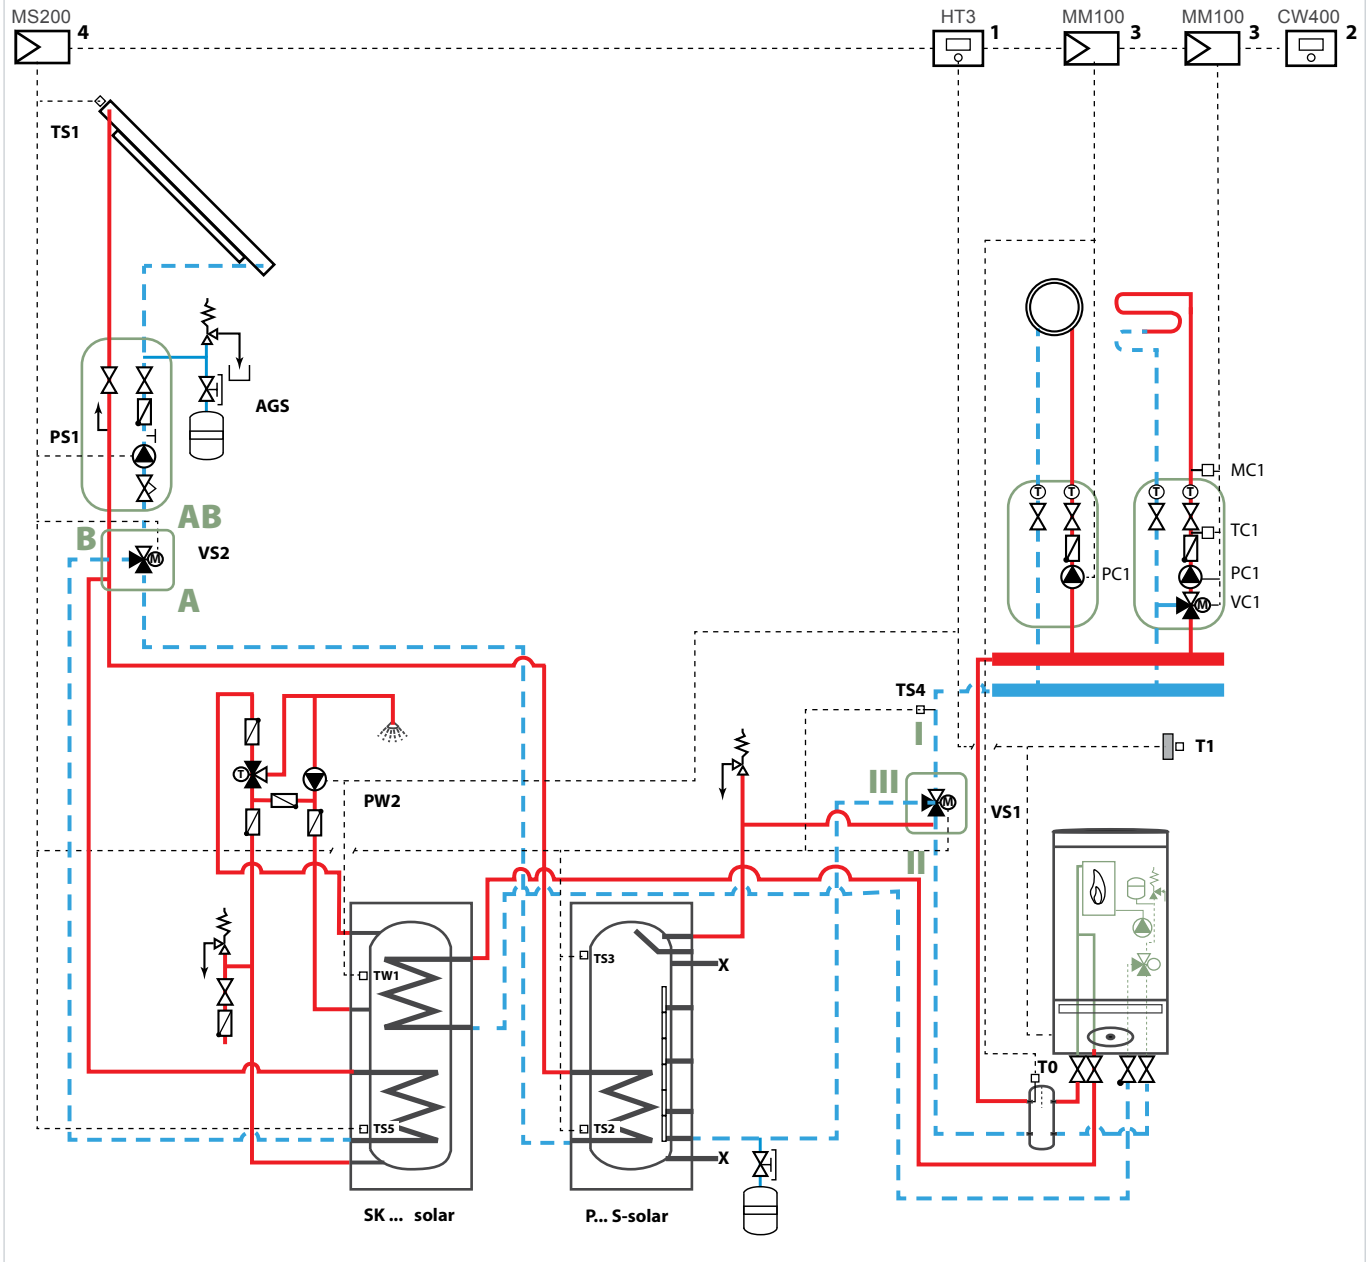 MS200 HT3 MM100 MM100 CW400
4 1 3 3 2
TS1
AGS
PS1
MC1
AB
B
VS2
TC1
PC1
PC1
A
VC1
M
M
T
T
T
T
TS4
I
T1
T
III
M
PW2
VS1
II
TS3
X
TW1
T0
TS5
TS2
X
SK ... solar
P... S-solar